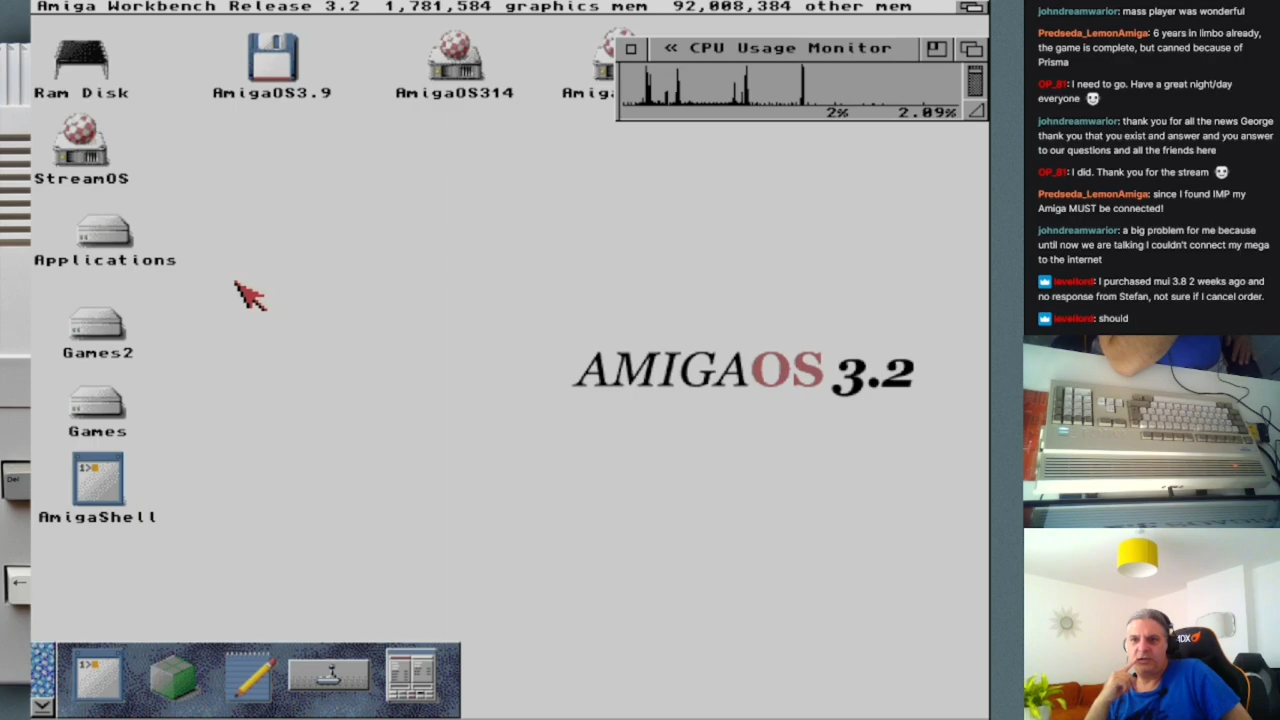 Amiga Workbench Release 3.2 1,781,584 graphics mem 92,008,384 other mem
« CPU Usage Monitor
2% 2.09%
Ram Disk
AmigaOS3.9
AmigaOS314
Amiga
StreamOS
Applications
Games2
Games
1>
AmigaShell
AMIGAOS 3.2
1>
Del
johndreamwarior: mass player was wonderful
Predseda_LemonAmiga: 6 years in limbo already,
the game is complete, but canned because of
Prisma
OP_81: I need to go. Have a great night/day
everyone
johndreamwarior: thank you for all the news George
thank you that you exist and answer and you answer
to our questions and all the friends here
OP_81: I did. Thank you for the stream
Predseda_LemonAmiga: since I found IMP my
Amiga MUST be connected!
johndreamwarior: a big problem for me because
until now we are talking I couldn't connect my mega
to the internet
levellord: I purchased mui 3.8 2 weeks ago and
no response from Stefan, not sure if I cancel order.
levellord: should